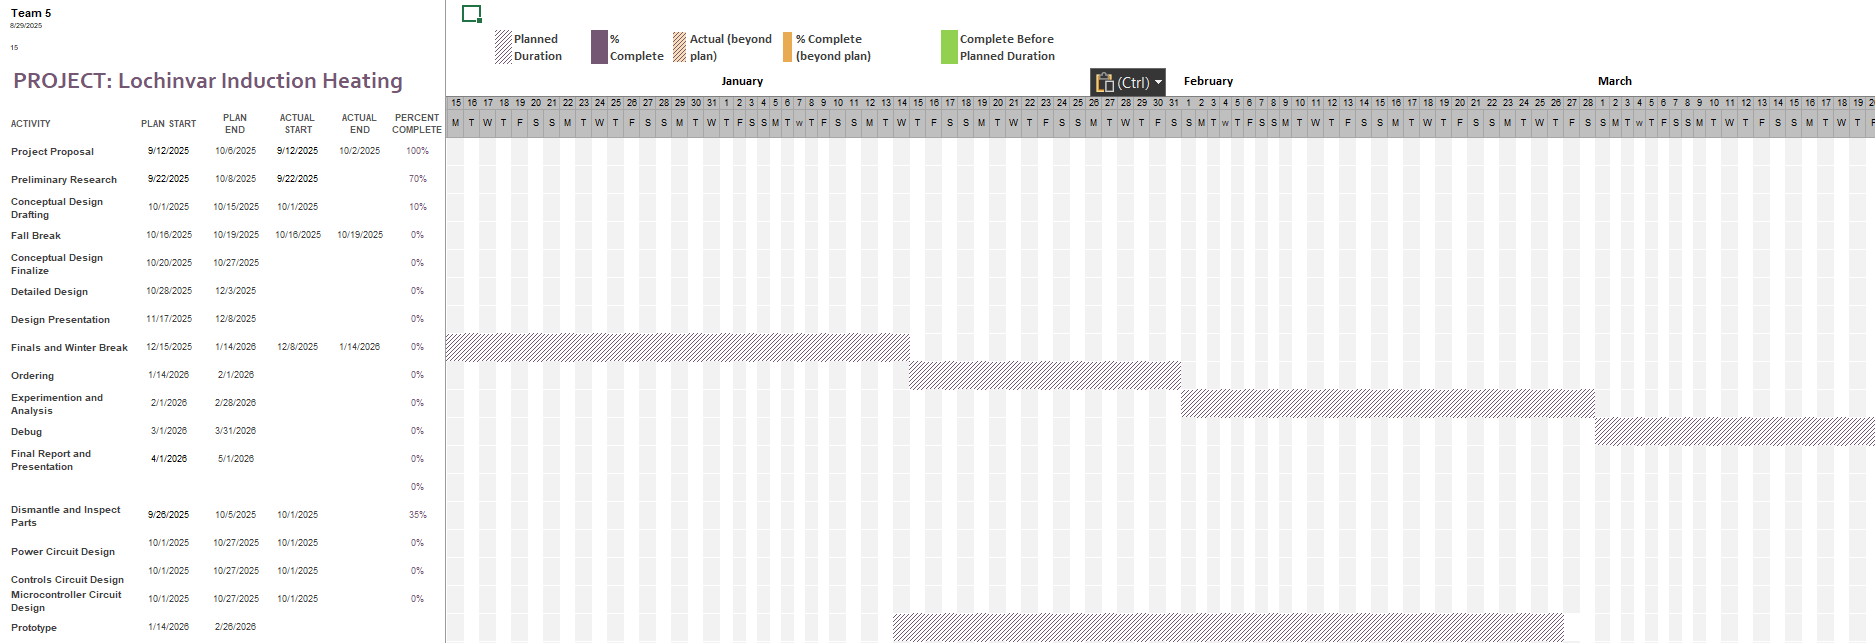 Team 5
8/29/2025
15
Planned Duration
% Complete
Actual (beyond plan)
% Complete (beyond plan)
Complete Before Planned Duration
PROJECT: Lochinvar Induction Heating
January
(Ctrl)
February
March
15 16 17 18 19 20 21 22 23 24 25 26 27 28 29 30 31 1 2 3 4 5 6 7 8 9 10 11 12 13 14 15 16 17 18 19 20 21 22 23 24 25 26 27 28 29 30 31 1 2 3 4 5 6 7 8 9 10 11 12 13 14 15 16 17 18 19 20 21 22 23 24 25 26 27 28 1 2 3 4 5 6 7 8 9 10 11 12 13 14 15 16 17 18 19
ACTIVITY PLAN START PLAN END ACTUAL START ACTUAL END PERCENT COMPLETE
M T W T F S S M T W T F S S M T W T F S S M T W T F S S M T W T F S S M T W T F S S M T W T F S S M T W T F S S M T W T F S S M T W T F S S M T W T F S S M T W T F S S M T W T F S S M T W T F S S M T W T
Project Proposal 9/12/2025 10/6/2025 9/12/2025 10/2/2025 100%
Preliminary Research 9/22/2025 10/8/2025 9/22/2025 70%
Conceptual Design Drafting 10/1/2025 10/15/2025 10/1/2025 10%
Fall Break 10/16/2025 10/19/2025 10/16/2025 10/19/2025 0%
Conceptual Design Finalize 10/20/2025 10/27/2025 0%
Detailed Design 10/28/2025 12/3/2025 0%
Design Presentation 11/17/2025 12/8/2025 0%
Finals and Winter Break 12/15/2025 1/14/2026 12/8/2025 1/14/2026 0%
Ordering 1/14/2026 2/1/2026 0%
Experimention and Analysis 2/1/2026 2/28/2026 0%
Debug 3/1/2026 3/31/2026 0%
Final Report and Presentation 4/1/2026 5/1/2026 0%
0%
Dismantle and Inspect Parts 9/26/2025 10/5/2025 10/1/2025 35%
Power Circuit Design 10/1/2025 10/27/2025 10/1/2025 0%
Controls Circuit Design 10/1/2025 10/27/2025 10/1/2025 0%
Microcontroller Circuit Design 10/1/2025 10/27/2025 10/1/2025 0%
Prototype 1/14/2026 2/26/2026